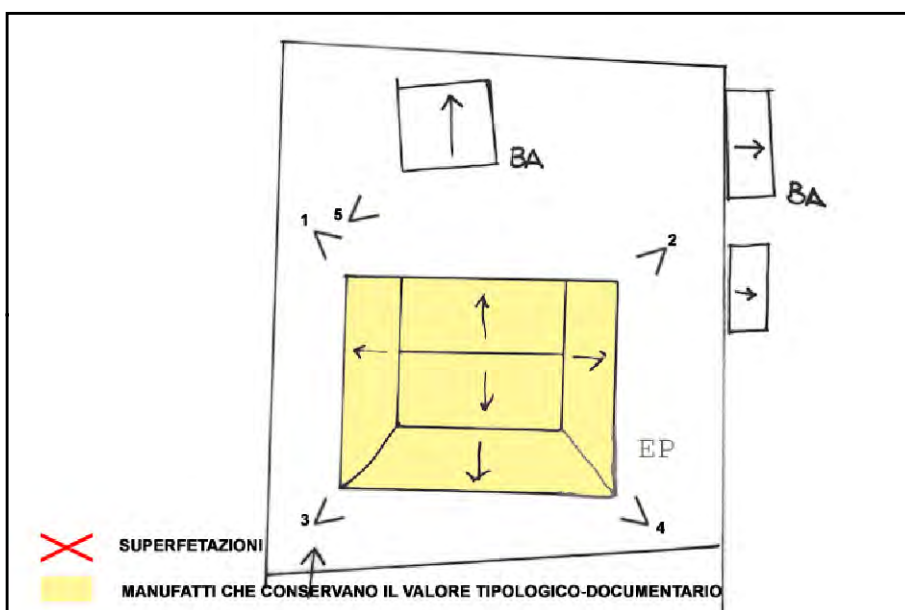 BA
BA
1
5
2
EP
3
4
SUPERFETAZIONI
MANUFATTI CHE CONSERVANO IL VALORE TIPOLOGICO-DOCUMENTARIO